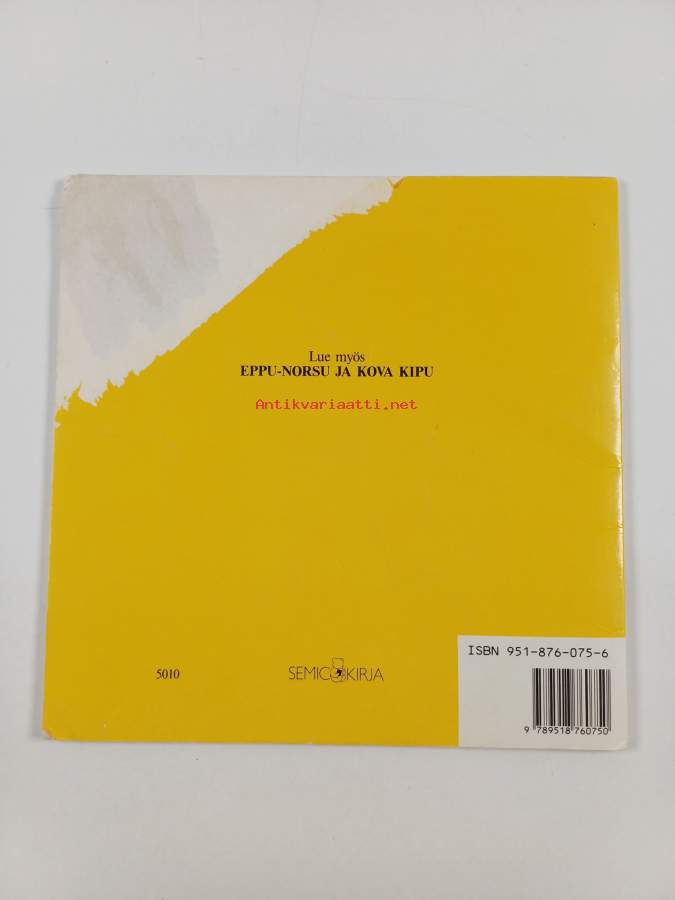 Lue myös
EPPU-NORSU JA KOVA KIPU
Antikvariaatti.net
5010
SEMIC KIRJA
ISBN 951-876-075-6
9 789518 760750